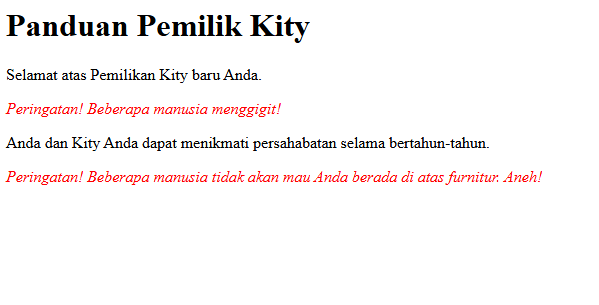 Panduan Pemilik Kity
Selamat atas Pemilikan Kity baru Anda.
Peringatan! Beberapa manusia menggigit!
Anda dan Kity Anda dapat menikmati persahabatan selama bertahun-tahun.
Peringatan! Beberapa manusia tidak akan mau Anda berada di atas furnitur. Aneh!